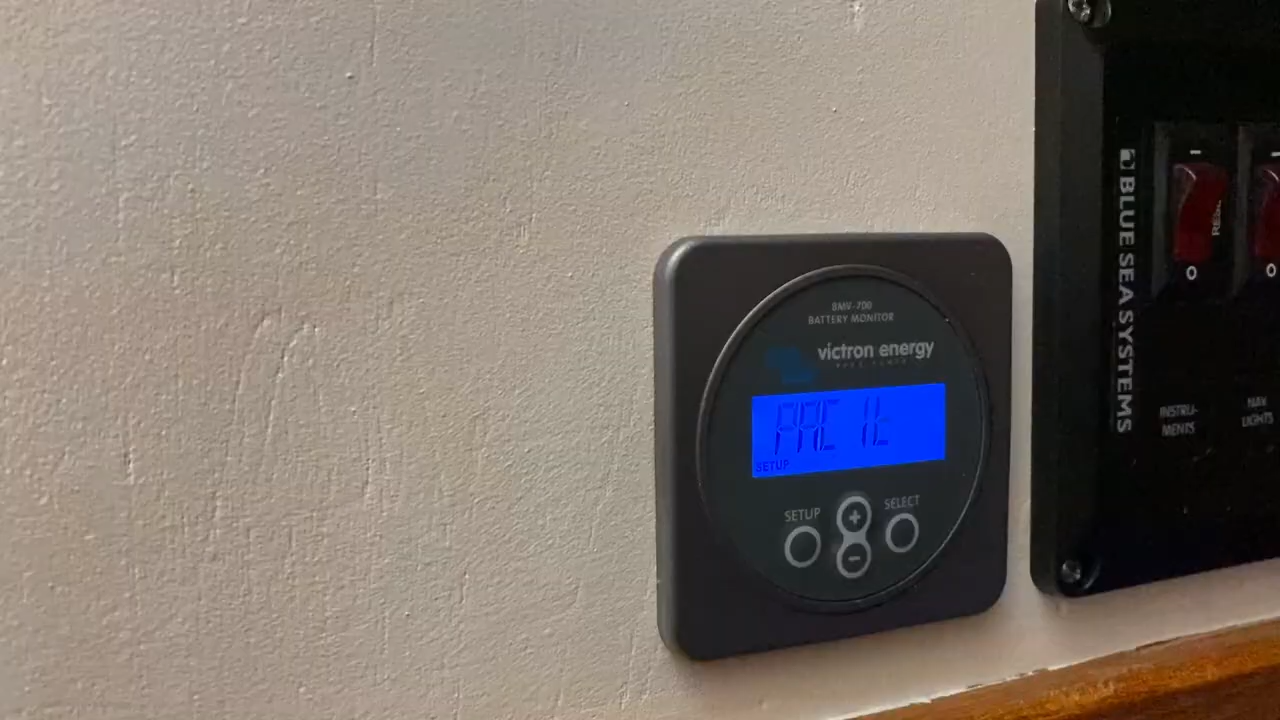 BMV-700
BATTERY MONITOR
victron energy
SETUP
SETUP
SELECT
+
-
BLUE SEA SYSTEMS
INSTRU-
MENTS
NAV
LIGHTS